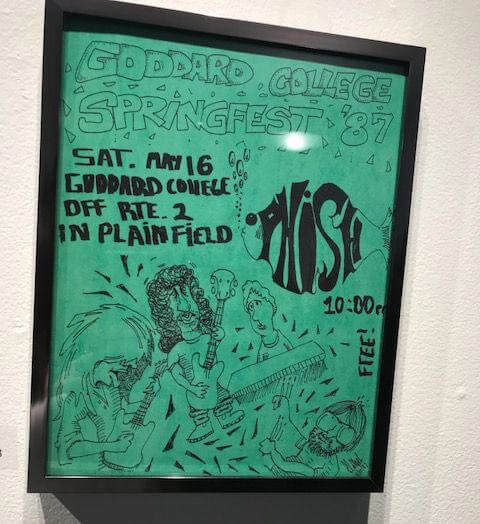 GODDARD COLLEGE
SPRINGFEST '87
SAT. MAY 16
GODDARD COLLEGE
OFF RTE. 2
IN PLAINFIELD
PHISH
10:00
FREE!